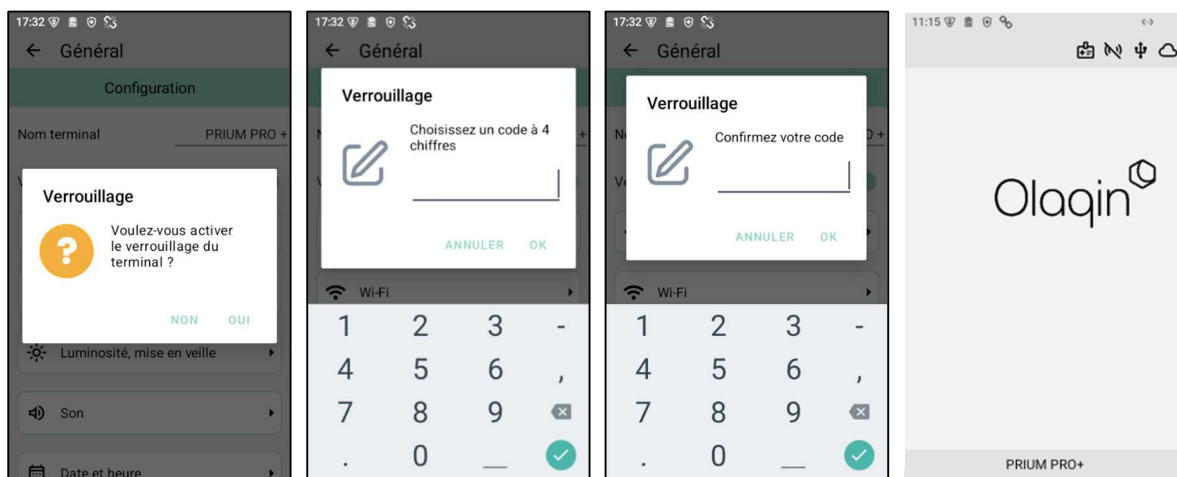 17:32
Général
Configuration
Nom terminal PRIUM PRO +
Verrouillage
Voulez-vous activer
le verrouillage du
terminal ?
NON OUI
Luminosité, mise en veille
Son
Date et heure
17:32
Général
Verrouillage
Choisissez un code à 4
chiffres
ANNULER OK
Wi-Fi
1 2 3 -
4 5 6 ,
7 8 9
. 0 _
17:32
Général
Verrouillage
Confirmez votre code
ANNULER OK
Wi-Fi
1 2 3 -
4 5 6 ,
7 8 9
. 0 _
11:15
Olaqin
PRIUM PRO+